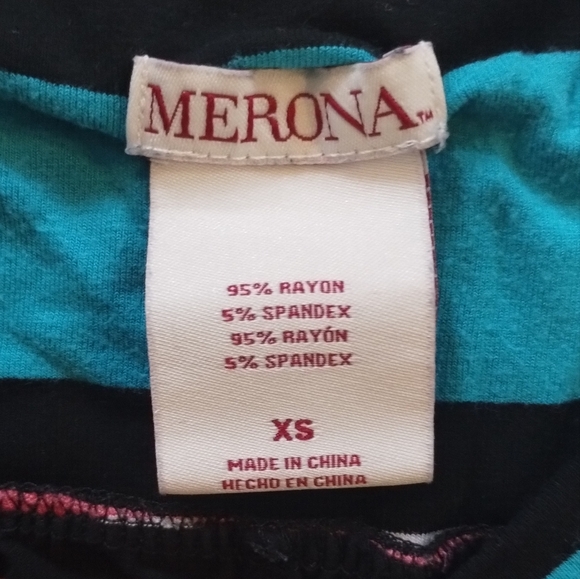 MERONA™
95% RAYON
5% SPANDEX
95% RAYÓN
5% SPANDEX
XS
MADE IN CHINA
HECHO EN CHINA